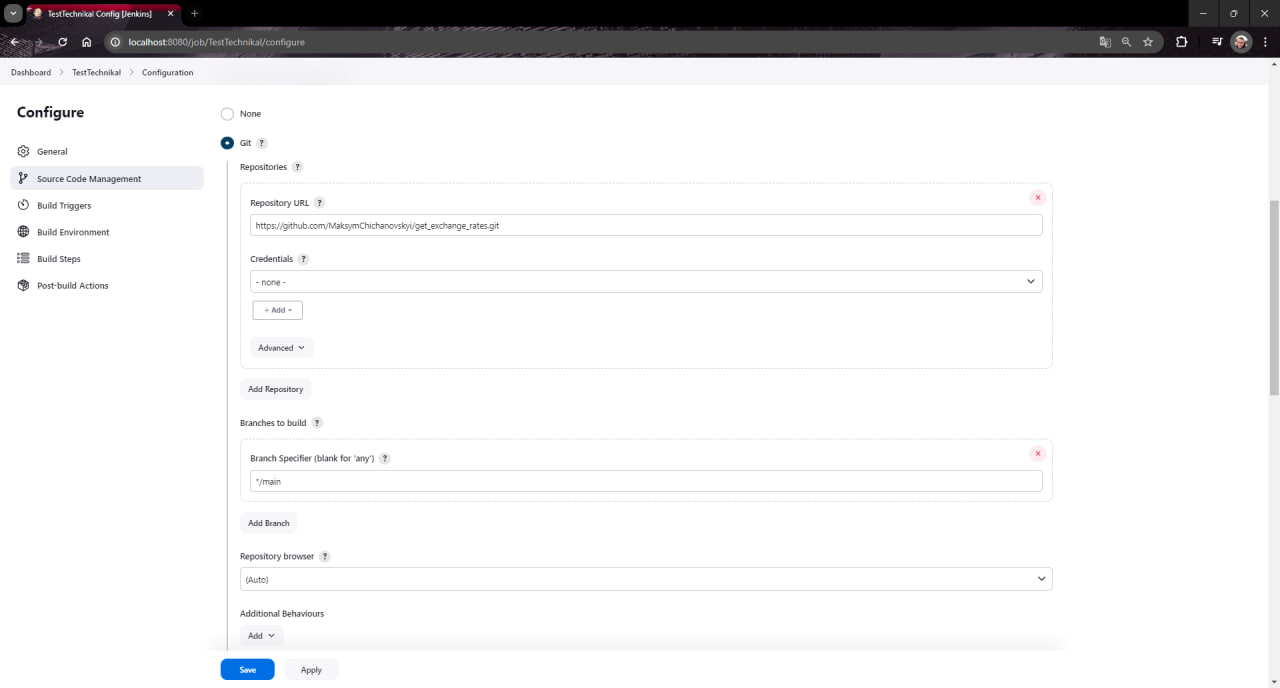 TestTechnikal Config [Jenkins]
localhost:8080/job/TestTechnikal/configure
Dashboard > TestTechnikal > Configuration
Configure
General
Source Code Management
Build Triggers
Build Environment
Build Steps
Post-build Actions
None
Git ?
Repositories ?
Repository URL ?
https://github.com/MaksymChichanovskyi/get_exchange_rates.git
Credentials ?
- none -
+ Add
Advanced
Add Repository
Branches to build ?
Branch Specifier (blank for 'any') ?
*/main
Add Branch
Repository browser ?
(Auto)
Additional Behaviours
Add
Save
Apply